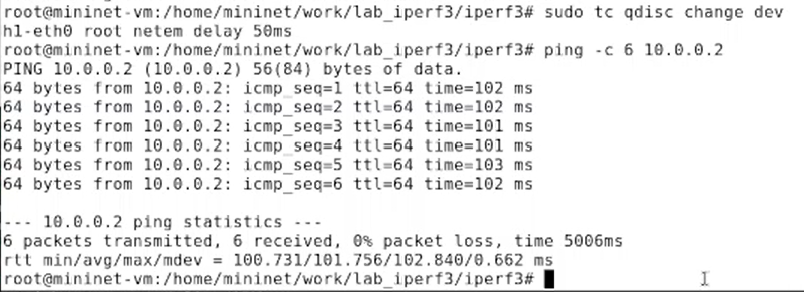 root@mininet-vm:/home/mininet/work/lab_iperf3/iperf3# sudo tc qdisc change dev
h1-eth0 root netem delay 50ms
root@mininet-vm:/home/mininet/work/lab_iperf3/iperf3# ping -c 6 10.0.0.2
PING 10.0.0.2 (10.0.0.2) 56(84) bytes of data.
64 bytes from 10.0.0.2: icmp_seq=1 ttl=64 time=102 ms
64 bytes from 10.0.0.2: icmp_seq=2 ttl=64 time=102 ms
64 bytes from 10.0.0.2: icmp_seq=3 ttl=64 time=101 ms
64 bytes from 10.0.0.2: icmp_seq=4 ttl=64 time=101 ms
64 bytes from 10.0.0.2: icmp_seq=5 ttl=64 time=103 ms
64 bytes from 10.0.0.2: icmp_seq=6 ttl=64 time=102 ms
--- 10.0.0.2 ping statistics ---
6 packets transmitted, 6 received, 0% packet loss, time 5006ms
rtt min/avg/max/mdev = 100.731/101.756/102.840/0.662 ms
root@mininet-vm:/home/mininet/work/lab_iperf3/iperf3#